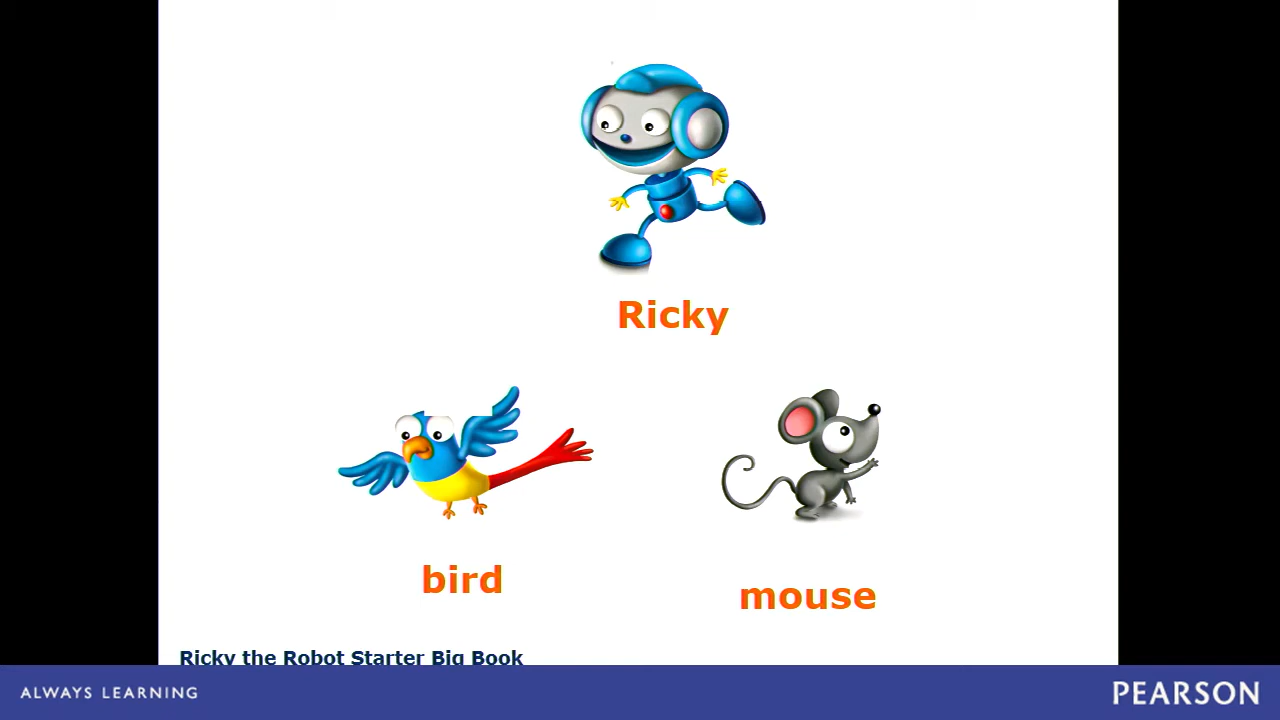 Ricky
bird
mouse
Ricky the Robot Starter Big Book
ALWAYS LEARNING
PEARSON